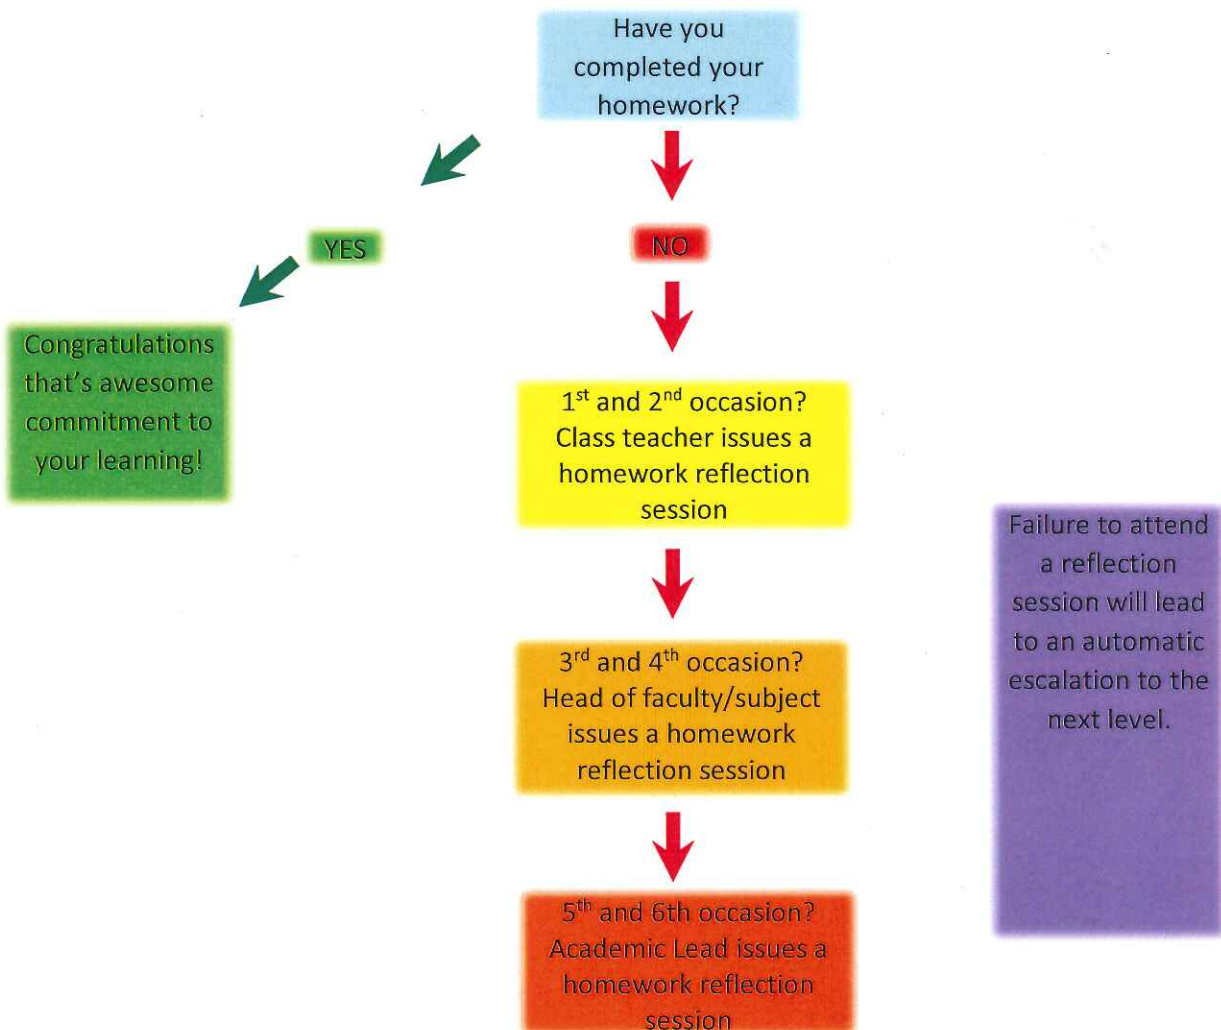 Have you
completed your
homework?
YES
NO
Congratulations
that's awesome
commitment to
your learning!
1st and 2nd occasion?
Class teacher issues a
homework reflection
session
Failure to attend
a reflection
session will lead
to an automatic
escalation to the
next level.
3rd and 4th occasion?
Head of faculty/subject
issues a homework
reflection session
5th and 6th occasion?
Academic Lead issues a
homework reflection
session